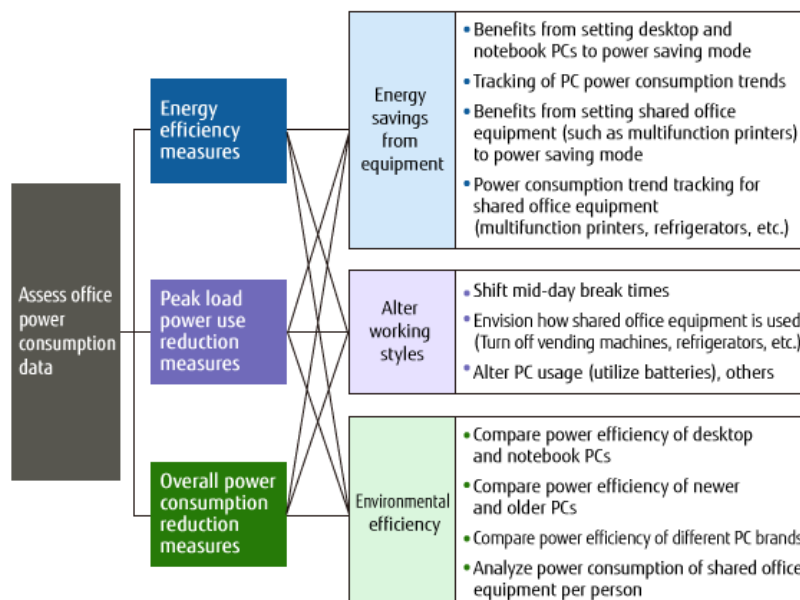 Assess office
power
consumption
data
Energy
efficiency
measures
Peak load
power use
reduction
measures
Overall power
consumption
reduction
measures
Energy
savings
from
equipment
• Benefits from setting desktop and
notebook PCs to power saving mode
• Tracking of PC power consumption trends
• Benefits from setting shared office
equipment (such as multifunction printers)
to power saving mode
• Power consumption trend tracking for
shared office equipment
(multifunction printers, refrigerators, etc.)
Alter
working
styles
• Shift mid-day break times
• Envision how shared office equipment is used
(Turn off vending machines, refrigerators, etc.)
• Alter PC usage (utilize batteries), others
Environmental
efficiency
• Compare power efficiency of desktop
and notebook PCs
• Compare power efficiency of newer
and older PCs
• Compare power efficiency of different PC brands
• Analyze power consumption of shared office
equipment per person